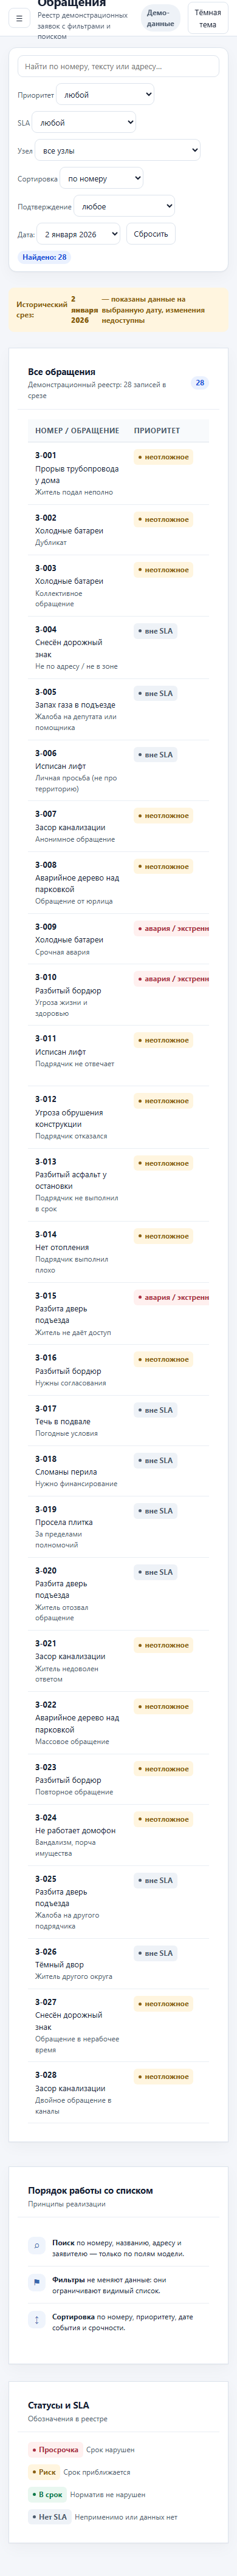 ☰
Обращения
Реестр демонстрационных
заявок с фильтрами и
поиском
Демо-
данные
Тёмная
тема
Найти по номеру, тексту или адресу...
Приоритет любой
SLA любой
Узел все узлы
Сортировка по номеру
Подтверждение любое
Дата: 2 января 2026 Сбросить
Найдено: 28
Исторический
срез:
2
января
2026
— показаны данные на
выбранную дату, изменения
недоступны
Все обращения
Демонстрационный реестр: 28 записей в
срезе
28
НОМЕР / ОБРАЩЕНИЕ ПРИОРИТЕТ
З-001 неотложное
Прорыв трубопровода
у дома
Житель подал неполно
З-002 неотложное
Холодные батареи
Дубликат
З-003 неотложное
Холодные батареи
Коллективное
обращение
З-004 вне SLA
Снесён дорожный
знак
Не по адресу / не в зоне
З-005 вне SLA
Запах газа в подъезде
Жалоба на депутата или
помощника
З-006 вне SLA
Исписан лифт
Личная просьба (не про
территорию)
З-007 неотложное
Засор канализации
Анонимное обращение
З-008 неотложное
Аварийное дерево над
парковкой
Обращение от юрлица
З-009 авария / экстренн
Холодные батареи
Срочная авария
З-010 авария / экстренн
Разбитый бордюр
Угроза жизни и
здоровью
З-011 неотложное
Исписан лифт
Подрядчик не отвечает
З-012 неотложное
Угроза обрушения
конструкции
Подрядчик отказался
З-013 неотложное
Разбитый асфальт у
остановки
Подрядчик не выполнил
в срок
З-014 неотложное
Нет отопления
Подрядчик выполнил
плохо
З-015 авария / экстренн
Разбита дверь
подъезда
Житель не даёт доступ
З-016 неотложное
Разбитый бордюр
Нужны согласования
З-017 вне SLA
Течь в подвале
Погодные условия
З-018 вне SLA
Сломаны перила
Нужно финансирование
З-019 вне SLA
Просела плитка
За пределами
полномочий
З-020 вне SLA
Разбита дверь
подъезда
Житель отозвал
обращение
З-021 неотложное
Засор канализации
Житель недоволен
ответом
З-022 неотложное
Аварийное дерево над
парковкой
Массовое обращение
З-023 неотложное
Разбитый бордюр
Повторное обращение
З-024 неотложное
Не работает домофон
Вандализм, порча
имущества
З-025 вне SLA
Разбита дверь
подъезда
Жалоба на другого
подрядчика
З-026 вне SLA
Тёмный двор
Житель другого округа
З-027 неотложное
Снесён дорожный
знак
Обращение в нерабочее
время
З-028 неотложное
Засор канализации
Двойное обращение в
каналы
Порядок работы со списком
Принципы реализации
Поиск по номеру, названию, адресу и
заявителю — только по полям модели.
Фильтры не меняют данные: они
ограничивают видимый список.
Сортировка по номеру, приоритету, дате
события и срочности.
Статусы и SLA
Обозначения в реестре
Просрочка Срок нарушен
Риск Срок приближается
В срок Норматив не нарушен
Нет SLA Неприменимо или данных нет